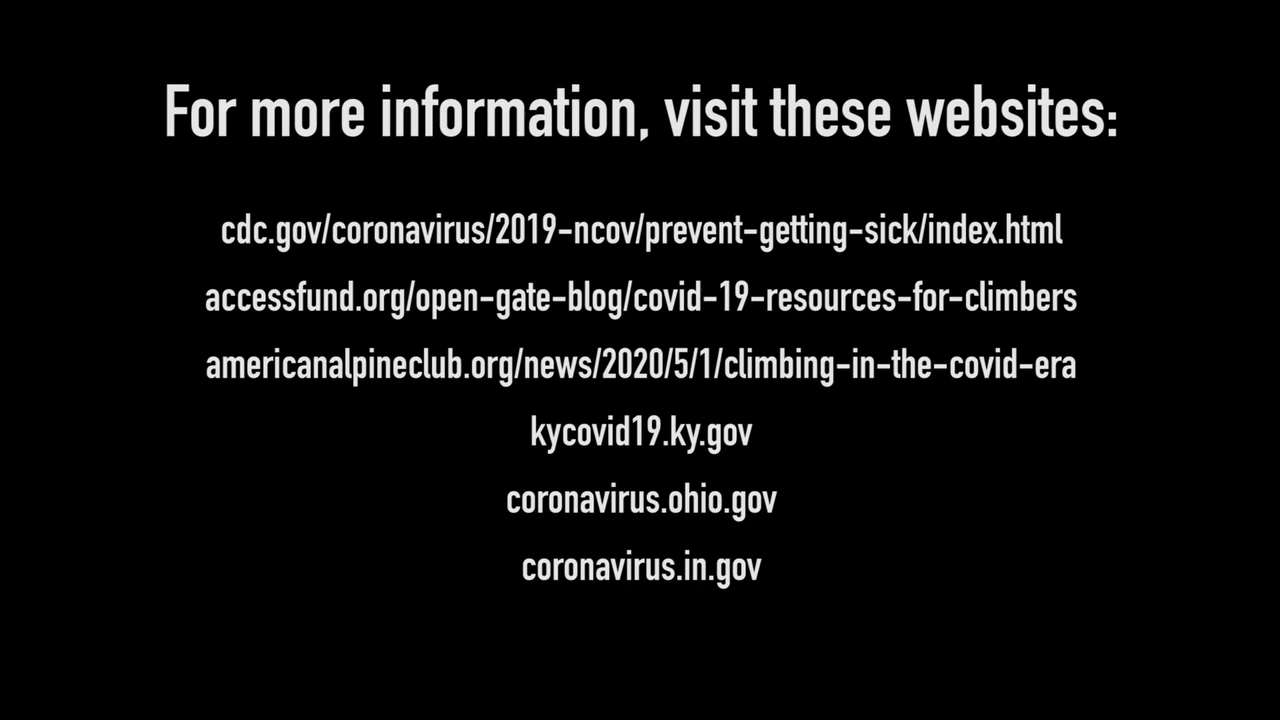 For more information, visit these websites:
cdc.gov/coronavirus/2019-ncov/prevent-getting-sick/index.html
accessfund.org/open-gate-blog/covid-19-resources-for-climbers
americanalpineclub.org/news/2020/5/1/climbing-in-the-covid-era
kycovid19.ky.gov
coronavirus.ohio.gov
coronavirus.in.gov